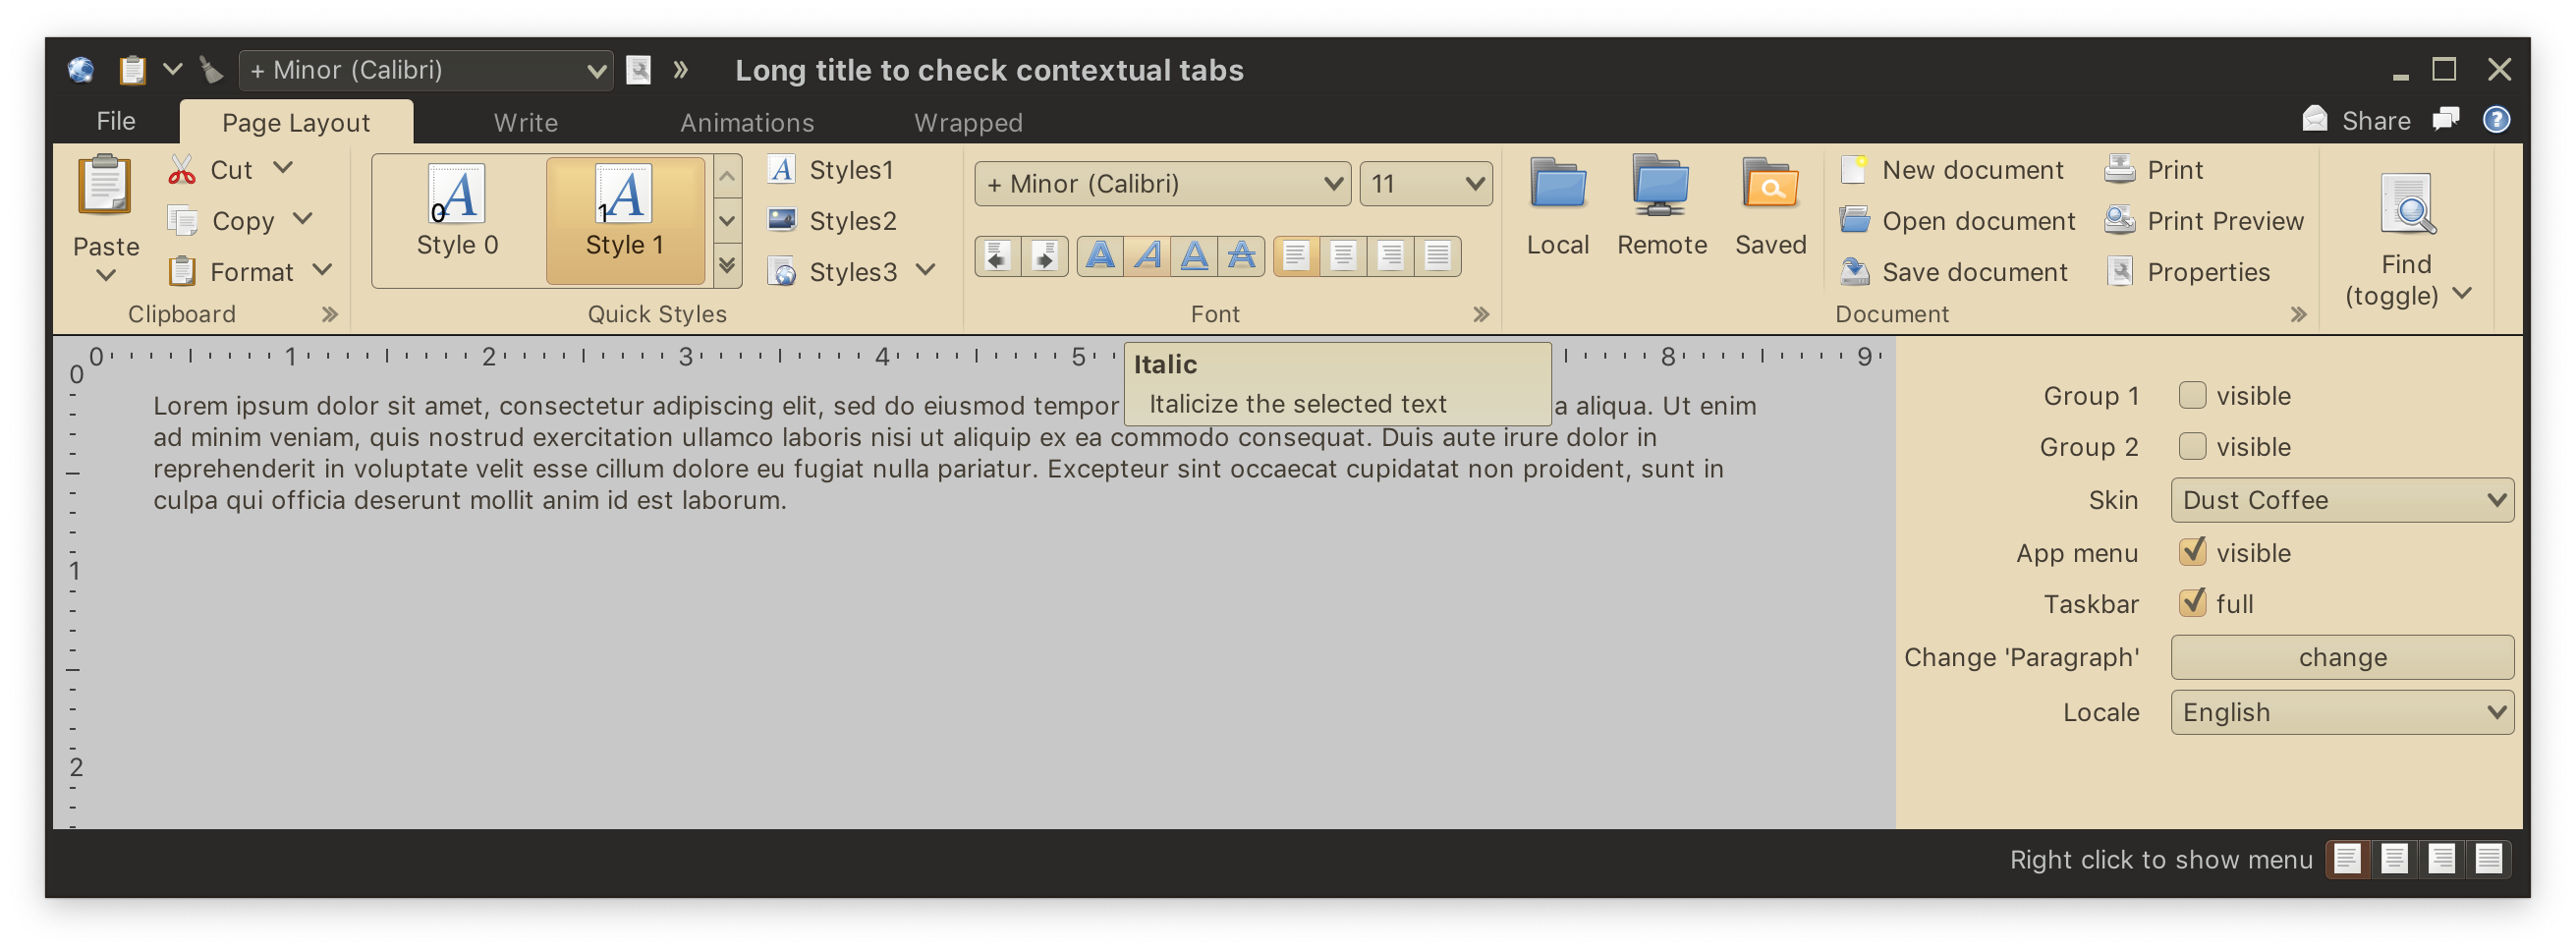 + Minor (Calibri)
Long title to check contextual tabs
File
Page Layout
Write
Animations
Wrapped
Share
Paste
Cut
Copy
Format
Clipboard
0
Style 0
1
Style 1
Styles1
Styles2
Styles3
Quick Styles
+ Minor (Calibri)
11
Font
Local
Remote
Saved
New document
Open document
Save document
Print
Print Preview
Properties
Document
Find
(toggle)
0 1 2 3 4 5 8 9
0
1
2
Italic
Italicize the selected text
Lorem ipsum dolor sit amet, consectetur adipiscing elit, sed do eiusmod tempor a aliqua. Ut enim
ad minim veniam, quis nostrud exercitation ullamco laboris nisi ut aliquip ex ea commodo consequat. Duis aute irure dolor in
reprehenderit in voluptate velit esse cillum dolore eu fugiat nulla pariatur. Excepteur sint occaecat cupidatat non proident, sunt in
culpa qui officia deserunt mollit anim id est laborum.
Group 1 visible
Group 2 visible
Skin Dust Coffee
App menu visible
Taskbar full
Change 'Paragraph' change
Locale English
Right click to show menu